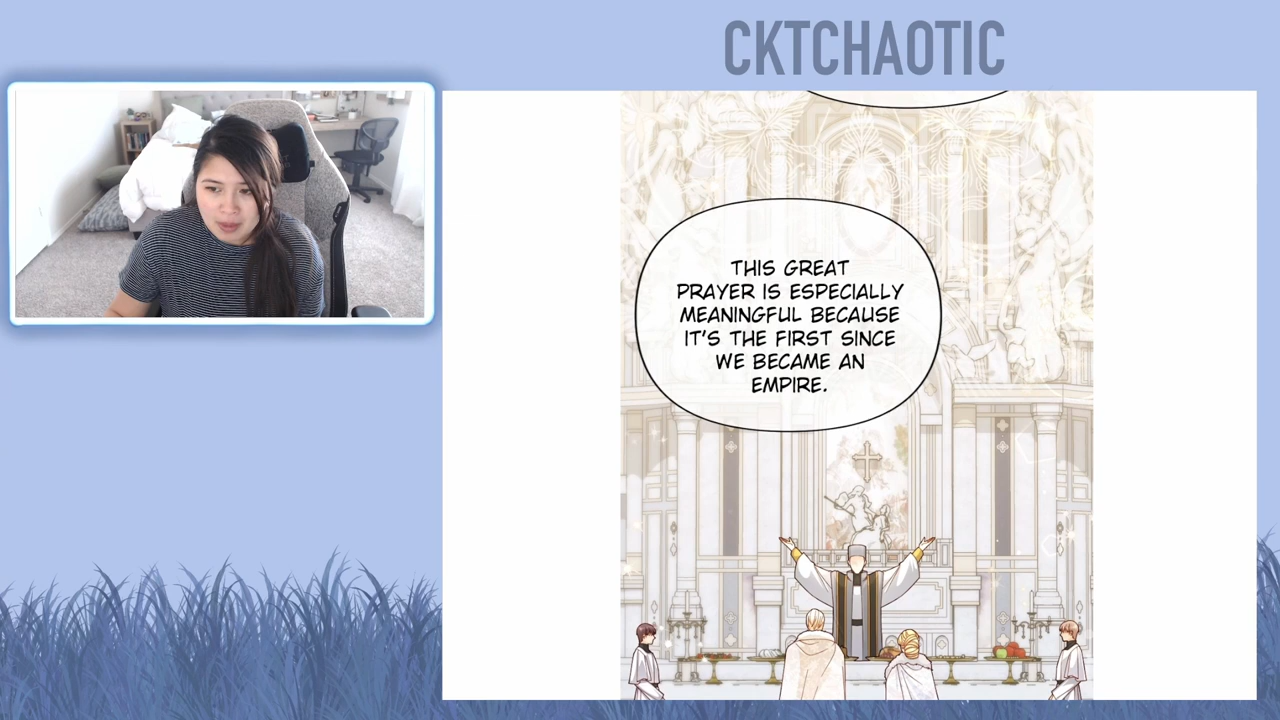 CKTCHAOTIC
THIS GREAT
PRAYER IS ESPECIALLY
MEANINGFUL BECAUSE
IT'S THE FIRST SINCE
WE BECAME AN
EMPIRE.